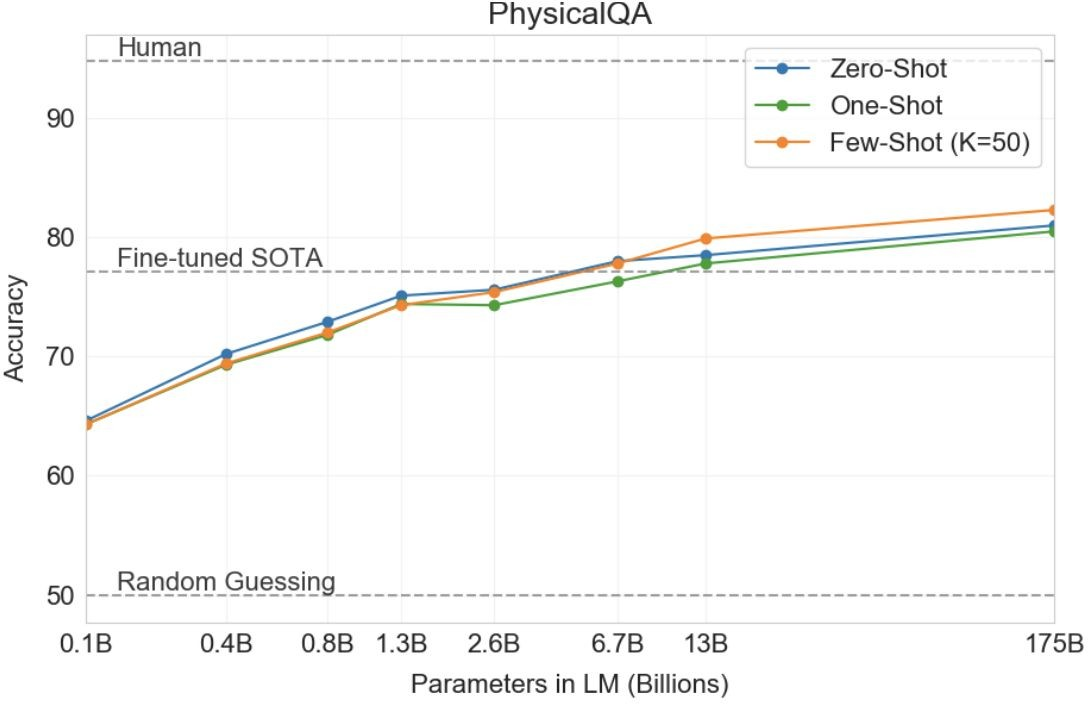 PhysicalQA
Human
Zero-Shot
One-Shot
Few-Shot (K=50)
90
80
Fine-tuned SOTA
70
60
Random Guessing
50
Accuracy
0.1B 0.4B 0.8B 1.3B 2.6B 6.7B 13B 175B
Parameters in LM (Billions)